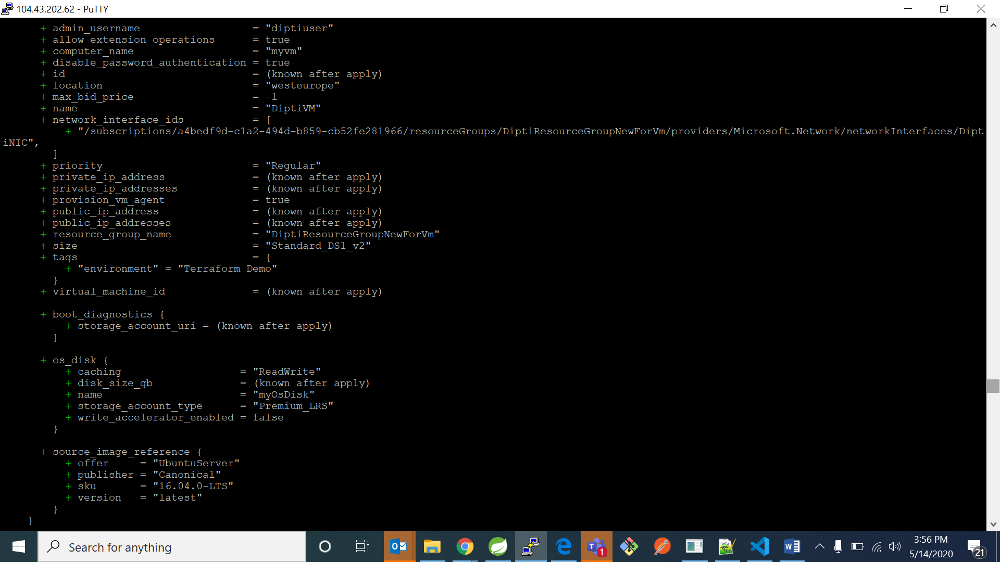 104.43.202.62 - PuTTY
+ admin_username = "diptiuser"
+ allow_extension_operations = true
+ computer_name = "myvm"
+ disable_password_authentication = true
+ id = (known after apply)
+ location = "westeurope"
+ max_bid_price = -1
+ name = "DiptiVM"
+ network_interface_ids = [
+ "/subscriptions/a4bedf9d-c1a2-494d-b859-cb52fe281966/resourceGroups/DiptiResourceGroupNewForVm/providers/Microsoft.Network/networkInterfaces/Dipt
iNIC",
]
+ priority = "Regular"
+ private_ip_address = (known after apply)
+ private_ip_addresses = (known after apply)
+ provision_vm_agent = true
+ public_ip_address = (known after apply)
+ public_ip_addresses = (known after apply)
+ resource_group_name = "DiptiResourceGroupNewForVm"
+ size = "Standard_DS1_v2"
+ tags = {
+ "environment" = "Terraform Demo"
}
+ virtual_machine_id = (known after apply)
+ boot_diagnostics {
+ storage_account_uri = (known after apply)
}
+ os_disk {
+ caching = "ReadWrite"
+ disk_size_gb = (known after apply)
+ name = "myOsDisk"
+ storage_account_type = "Premium_LRS"
+ write_accelerator_enabled = false
}
+ source_image_reference {
+ offer = "UbuntuServer"
+ publisher = "Canonical"
+ sku = "16.04.0-LTS"
+ version = "latest"
}
}
Search for anything
1
3:56 PM
5/14/2020
21